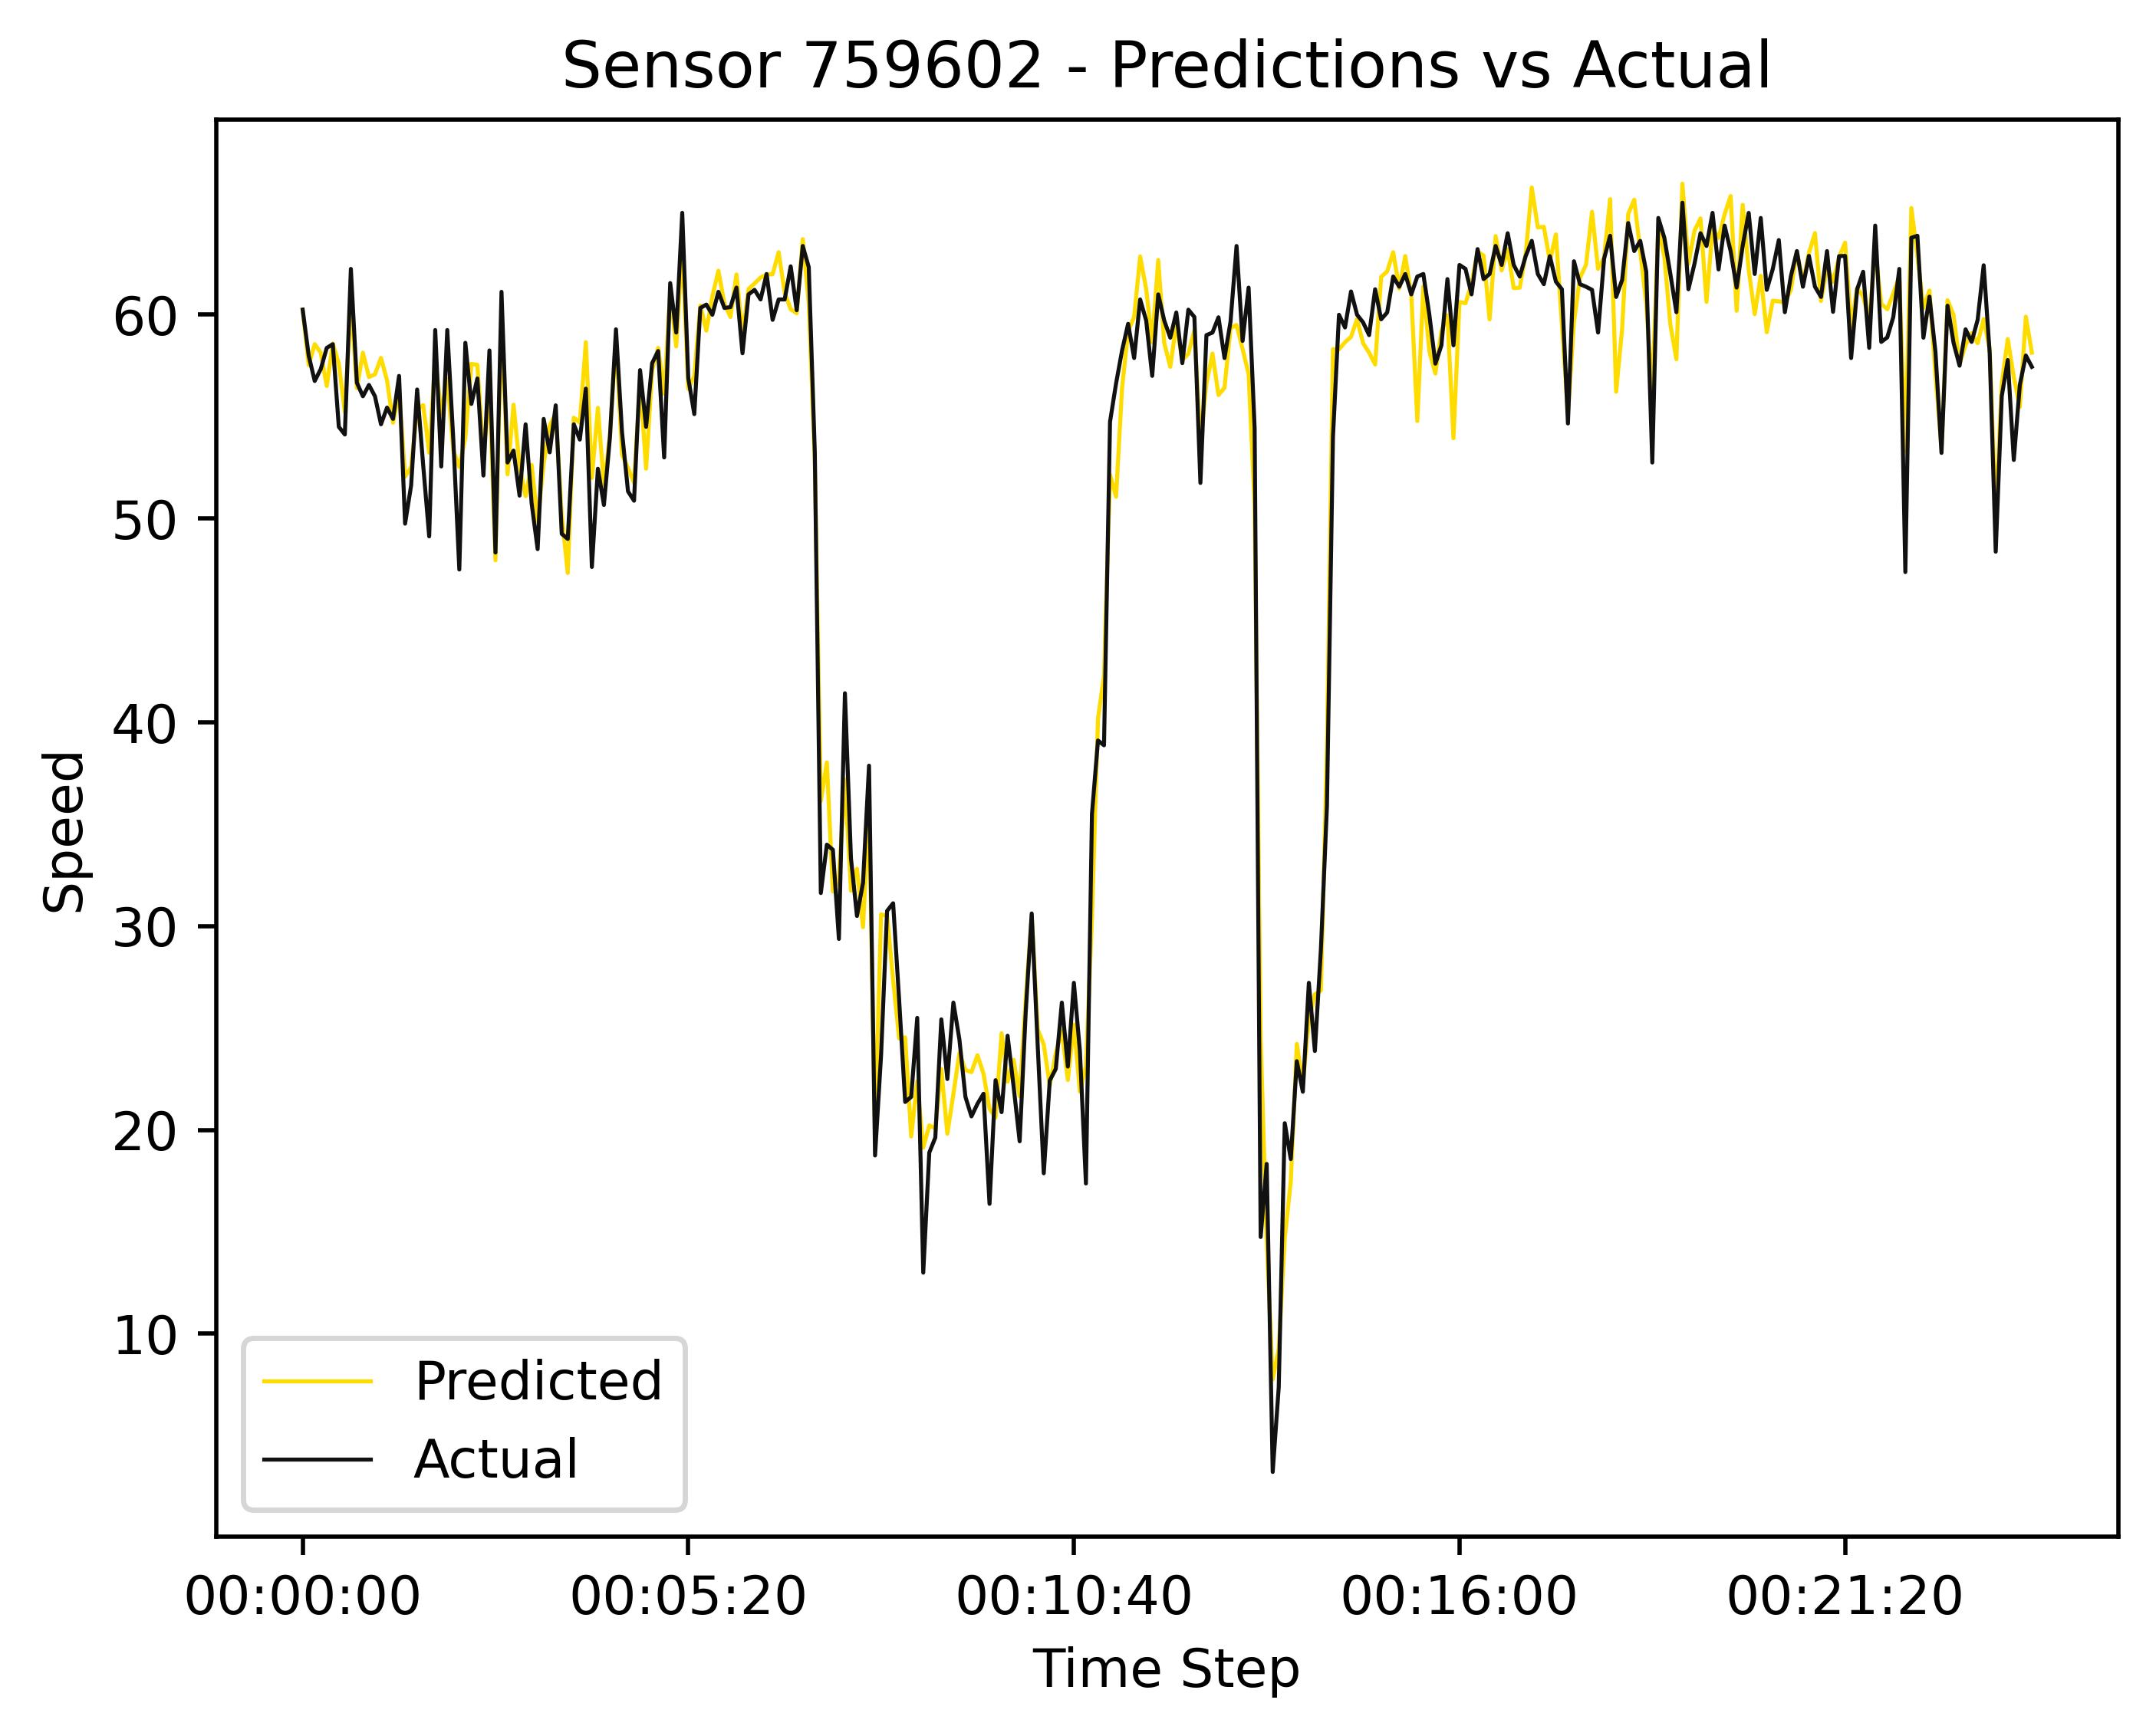 Sensor 759602 - Predictions vs Actual
Speed
60
50
40
30
20
10
Predicted
Actual
00:00:00
00:05:20
00:10:40
00:16:00
00:21:20
Time Step